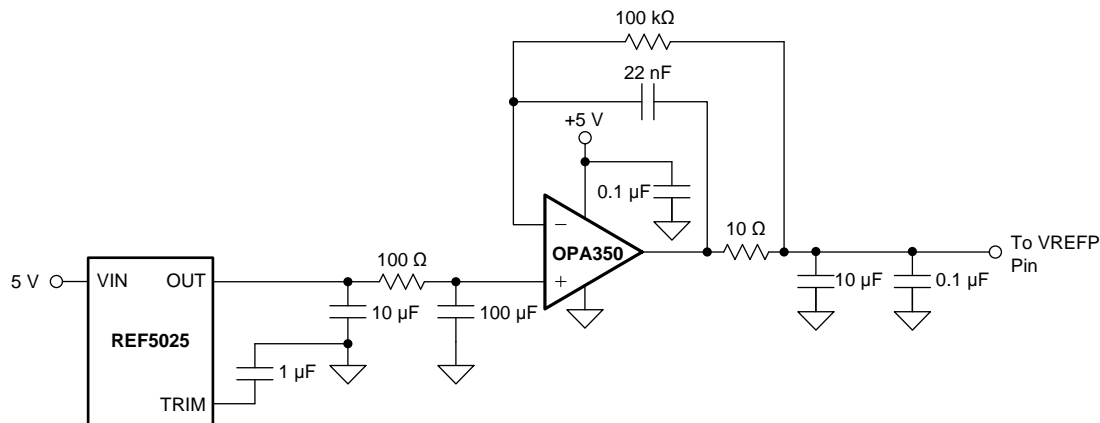 100 kΩ
22 nF
+5 V
0.1 µF
10 Ω
OPA350
To VREFP
Pin
5 V
VIN
OUT
100 Ω
10 µF
100 µF
10 µF
0.1 µF
REF5025
1 µF
TRIM